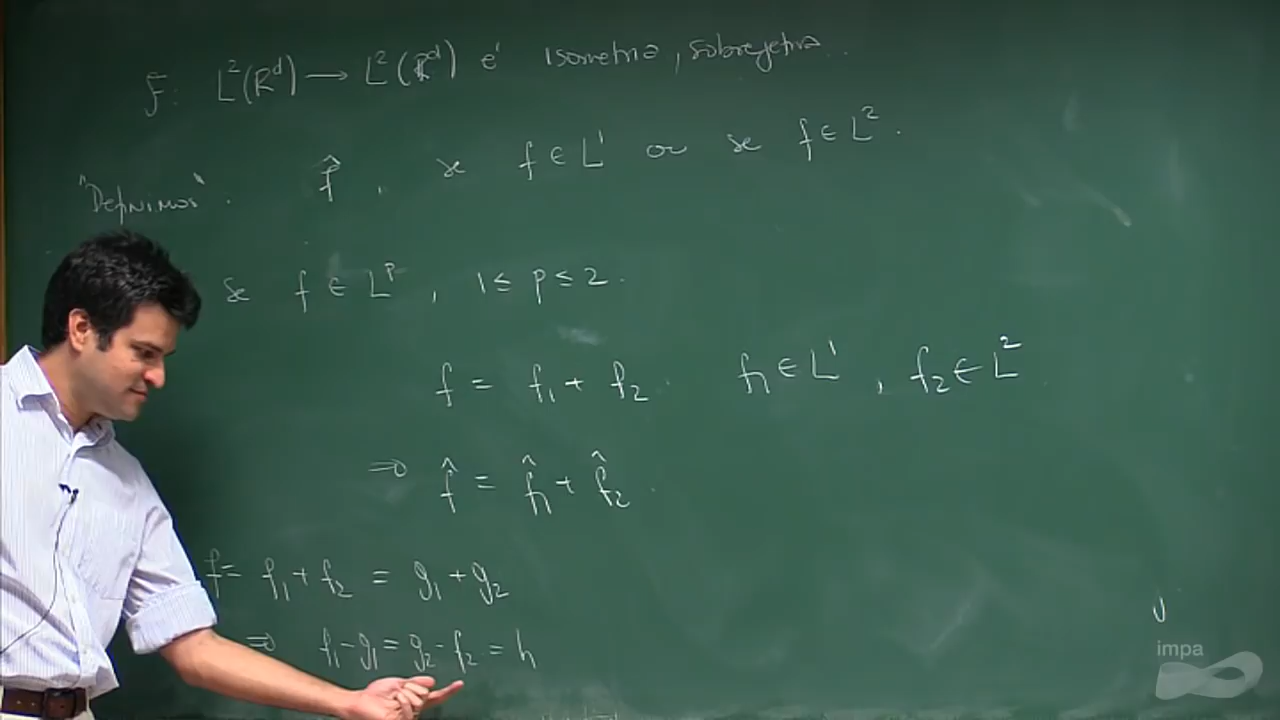 F: L²(ℝᵈ) → L²(ℝᵈ) é isometria, sobrejetiva.
"Definimos". f̂, se f ∈ L¹ ou se f ∈ L².
Se f ∈ Lᵖ, 1 ≤ p ≤ 2.
f = f₁ + f₂. f₁ ∈ L¹, f₂ ∈ L²
⇒ f̂ = f̂₁ + f̂₂.
f = f₁ + f₂ = g₁ + g₂
⇒ f₁ - g₁ = g₂ - f₂ = h
impa